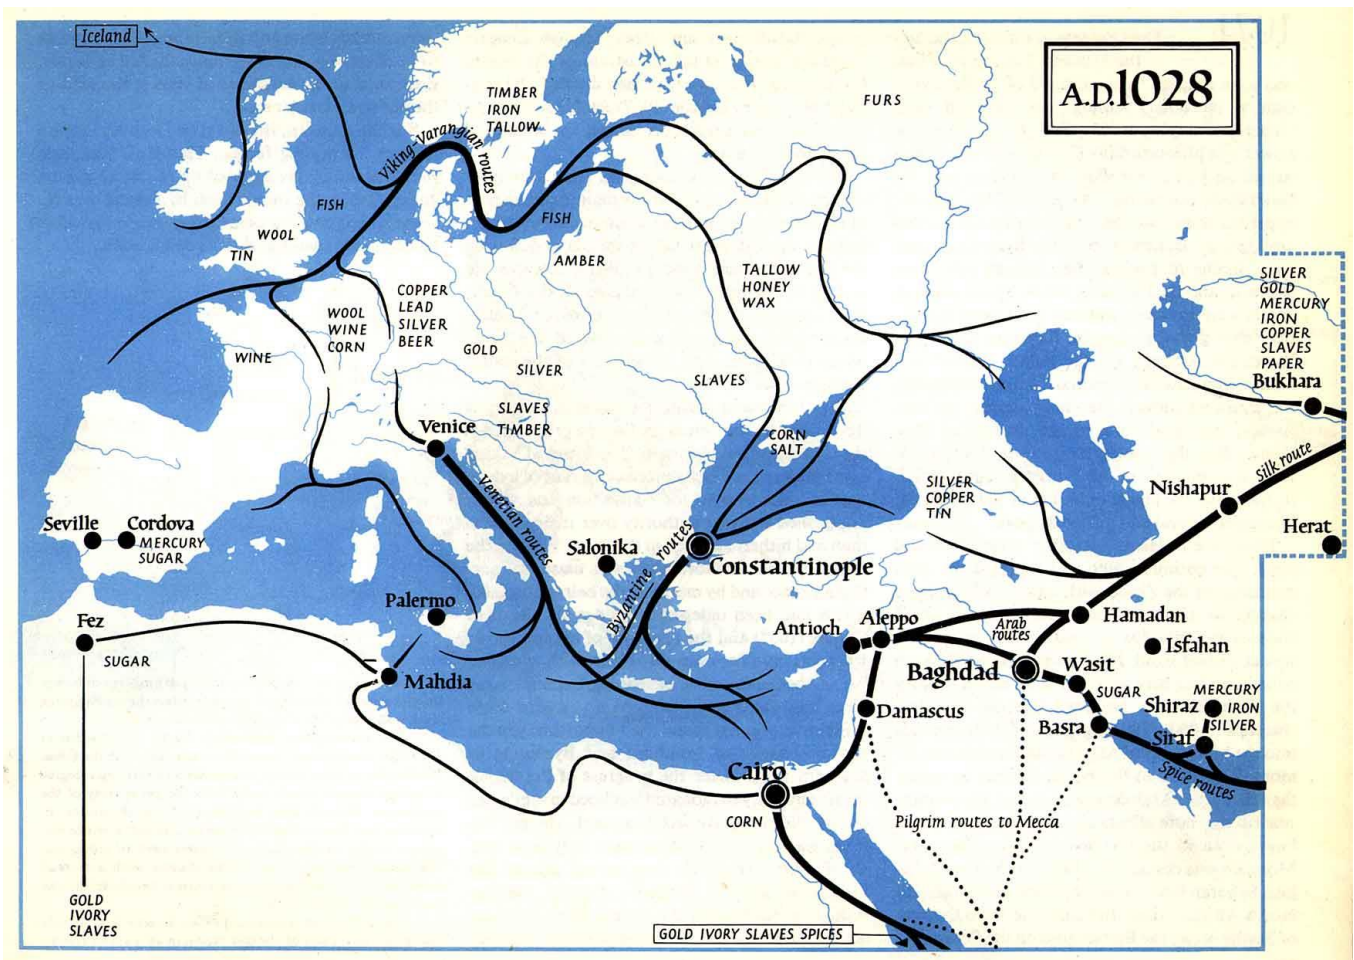 Iceland
A.D.1028
TIMBER
IRON
TALLOW
FURS
Viking-Varangian routes
FISH
FISH
WOOL
TIN
AMBER
TALLOW
HONEY
WAX
COPPER
LEAD
SILVER
BEER
WOOL
WINE
CORN
WINE
GOLD
SILVER
SLAVES
SILVER
GOLD
MERCURY
IRON
COPPER
SLAVES
PAPER
Bukhara
SLAVES
TIMBER
Venice
CORN
SALT
Venetian routes
Silk route
SILVER
COPPER
TIN
Nishapur
Herat
Seville
Cordova
MERCURY
SUGAR
Salonika
Constantinople
Byzantine routes
Palermo
Fez
SUGAR
Mahdia
Antioch
Aleppo
Arab
routes
Hamadan
Isfahan
Baghdad
Wasit
SUGAR
MERCURY
IRON
SILVER
Shiraz
Damascus
Basra
Siraf
Spice routes
Cairo
CORN
Pilgrim routes to Mecca
GOLD
IVORY
SLAVES
GOLD IVORY SLAVES SPICES